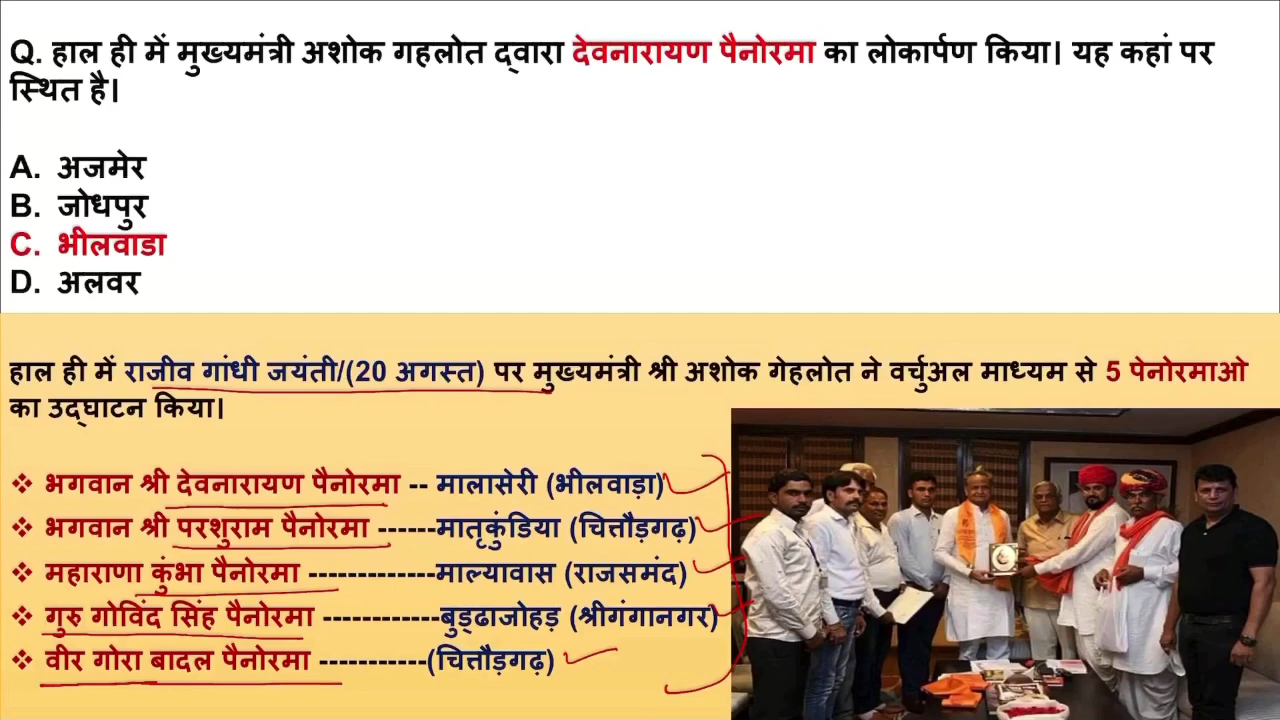 Q. हाल ही में मुख्यमंत्री अशोक गहलोत द्वारा देवनारायण पैनोरमा का लोकार्पण किया। यह कहां पर
स्थित है।
A. अजमेर
B. जोधपुर
C. भीलवाडा
D. अलवर
हाल ही में राजीव गांधी जयंती/(20 अगस्त) पर मुख्यमंत्री श्री अशोक गेहलोत ने वर्चुअल माध्यम से 5 पेनोरमाओ
का उद्घाटन किया।
❖ भगवान श्री देवनारायण पैनोरमा -- मालासेरी (भीलवाड़ा)
❖ भगवान श्री परशुराम पैनोरमा ------मातृकुंडिया (चित्तौड़गढ़)
❖ महाराणा कुंभा पैनोरमा -------------माल्यावास (राजसमंद)
❖ गुरु गोविंद सिंह पैनोरमा ------------बुड्ढाजोहड़ (श्रीगंगानगर)
❖ वीर गोरा बादल पैनोरमा -----------(चित्तौड़गढ़)